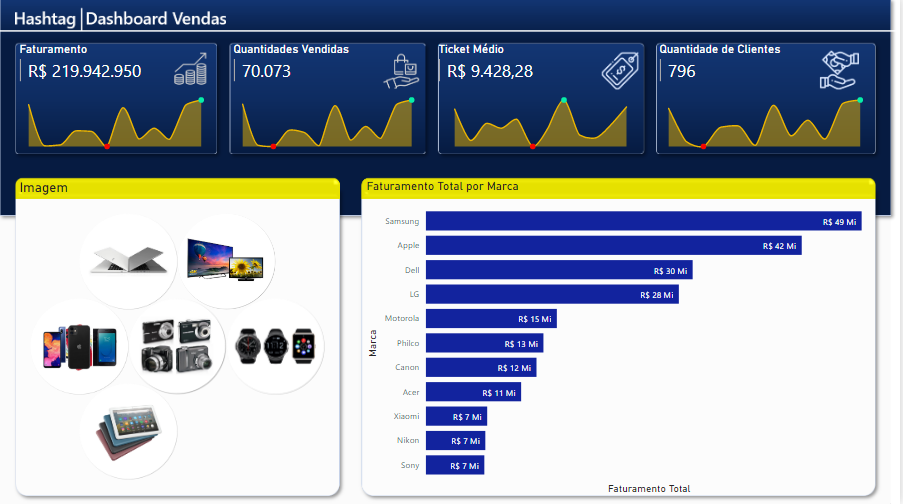 Hashtag | Dashboard Vendas
Faturamento
R$ 219.942.950
Quantidades Vendidas
70.073
Ticket Médio
R$ 9.428,28
Quantidade de Clientes
796
Imagem
Faturamento Total por Marca
Samsung R$ 49 Mi
Apple R$ 42 Mi
Dell R$ 30 Mi
LG R$ 28 Mi
Motorola R$ 15 Mi
Philco R$ 13 Mi
Canon R$ 12 Mi
Acer R$ 11 Mi
Xiaomi R$ 7 Mi
Nikon R$ 7 Mi
Sony R$ 7 Mi
Marca
Faturamento Total